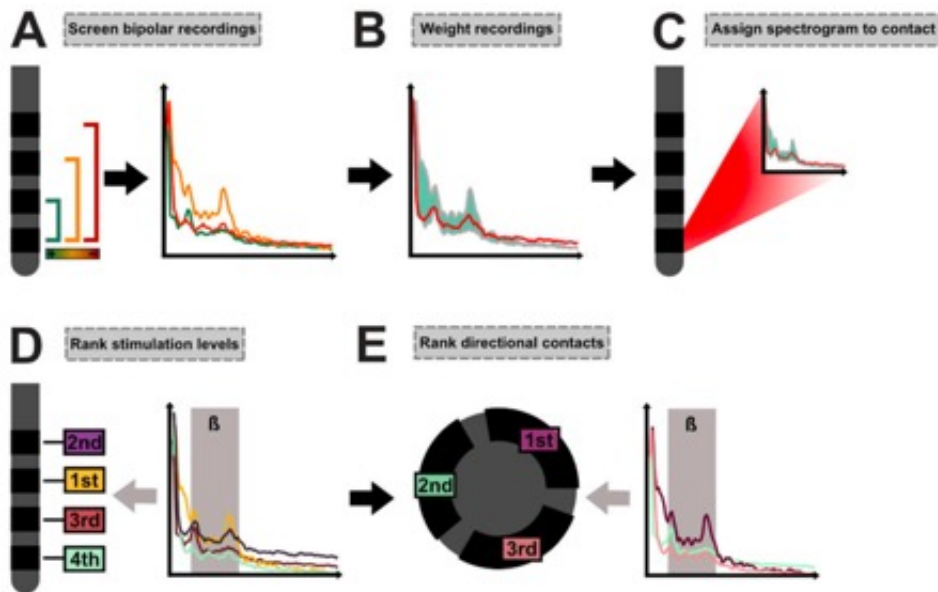 A Screen bipolar recordings
B Weight recordings
C Assign spectrogram to contact
D Rank stimulation levels
2nd
1st
3rd
4th
ß
E Rank directional contacts
1st
2nd
3rd
ß